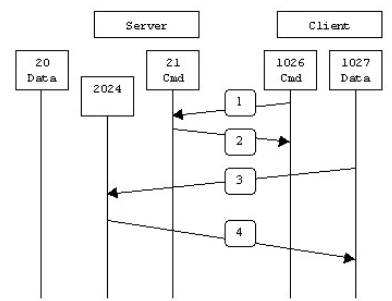 Server
Client
20
Data
2024
21
Cmd
1026
Cmd
1027
Data
1
2
3
4